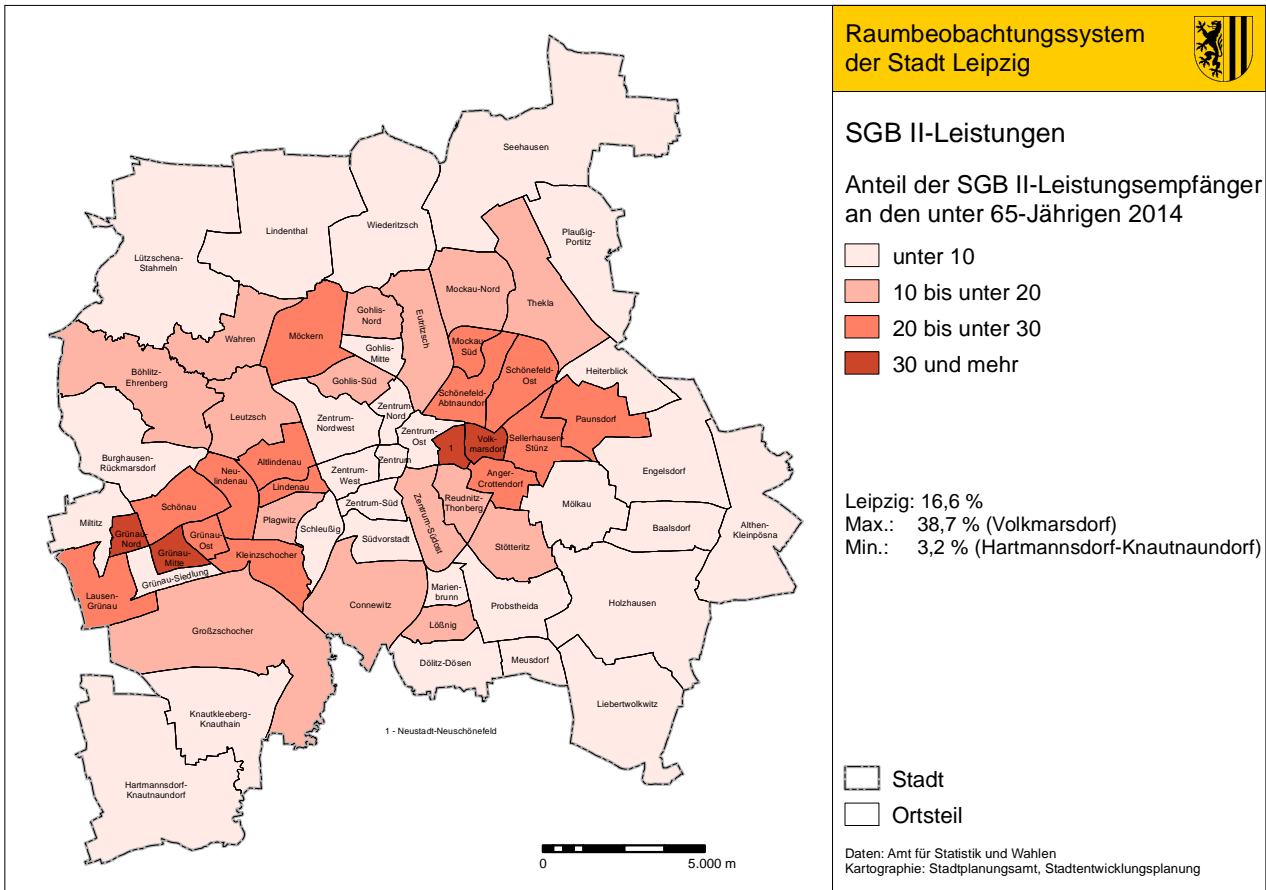 Raumbeobachtungssystem
der Stadt Leipzig
SGB II-Leistungen
Anteil der SGB II-Leistungsempfänger
an den unter 65-Jährigen 2014
unter 10
10 bis unter 20
20 bis unter 30
30 und mehr
Leipzig: 16,6 %
Max.: 38,7 % (Volkmarsdorf)
Min.: 3,2 % (Hartmannsdorf-Knautnaundorf)
Stadt
Ortsteil
Daten: Amt für Statistik und Wahlen
Kartographie: Stadtplanungsamt, Stadtentwicklungsplanung
Seehausen
Lindenthal
Wiederitzsch
Plaußig-
Portitz
Lützschena-
Stahmeln
Mockau-Nord
Thekla
Gohlis-
Nord
Eutritzsch
Wahren
Möckern
Mockau-
Süd
Gohlis-
Mitte
Böhlitz-
Ehrenberg
Schönefeld-
Ost
Heiterblick
Gohlis-Süd
Schönefeld-
Abtnaundorf
Leutzsch
Zentrum-
Nordwest
Zentrum-
Nord
Paunsdorf
Zentrum-
Ost
1
Volk-
marsdorf
Sellerhausen-
Stünz
Burghausen-
Rückmarsdorf
Neu-
lindenau
Altlindenau
Zentrum-
West
Zentrum
Engelsdorf
Anger-
Crottendorf
Lindenau
Schönau
Zentrum-Süd
Reudnitz-
Thonberg
Mölkau
Miltitz
Plagwitz
Schleußig
Zentrum-Südost
Baalsdorf
Althen-
Kleinpösna
Grünau-
Nord
Grünau-
Ost
Südvorstadt
Stötteritz
Grünau-
Mitte
Kleinzschocher
Grünau-Siedlung
Marien-
brunn
Lausen-
Grünau
Connewitz
Probstheida
Holzhausen
Großzschocher
Lößnig
Dölitz-Dösen
Meusdorf
Liebertwolkwitz
Knautkleeberg-
Knauthain
1 - Neustadt-Neuschönefeld
Hartmannsdorf-
Knautnaundorf
0
5.000 m